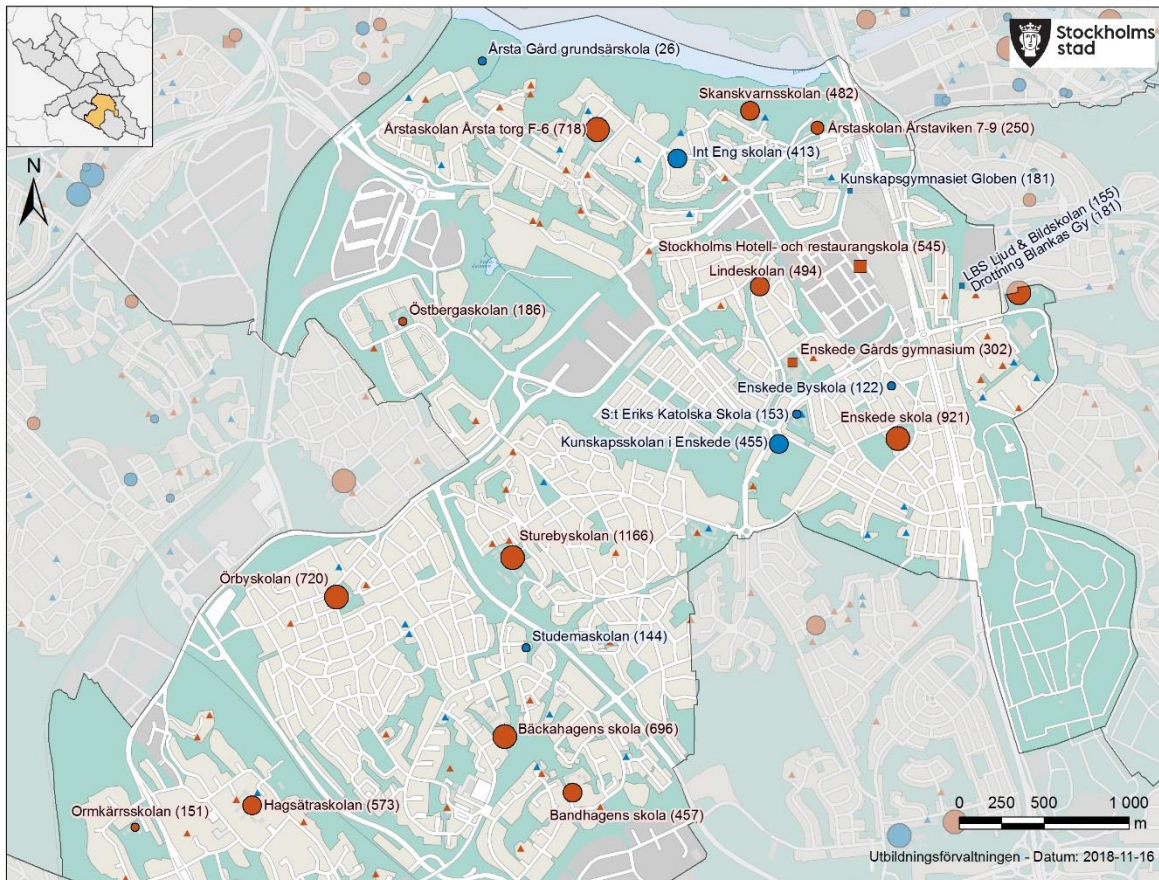 Stockholms
stad
N
Årsta Gård grundsärskola (26)
Skanskvarnsskolan (482)
Årstaskolan Årsta torg F-6 (718)
Årstaskolan Årstaviken 7-9 (250)
Int Eng skolan (413)
Kunskapsgymnasiet Globen (181)
LBS Ljud & Bildskolan (155)
Drottning Blankas Gy (181)
Stockholms Hotell- och restaurangskola (545)
Lindeskolan (494)
Östbergaskolan (186)
Enskede Gårds gymnasium (302)
Enskede Byskola (122)
S:t Eriks Katolska Skola (153)
Enskede skola (921)
Kunskapsskolan i Enskede (455)
Sturebyskolan (1166)
Örbyskolan (720)
Studemaskolan (144)
Bäckahagens skola (696)
Ormkärrsskolan (151)
Hagsätraskolan (573)
Bandhagens skola (457)
0 250 500 1 000
m
Utbildningsförvaltningen - Datum: 2018-11-16